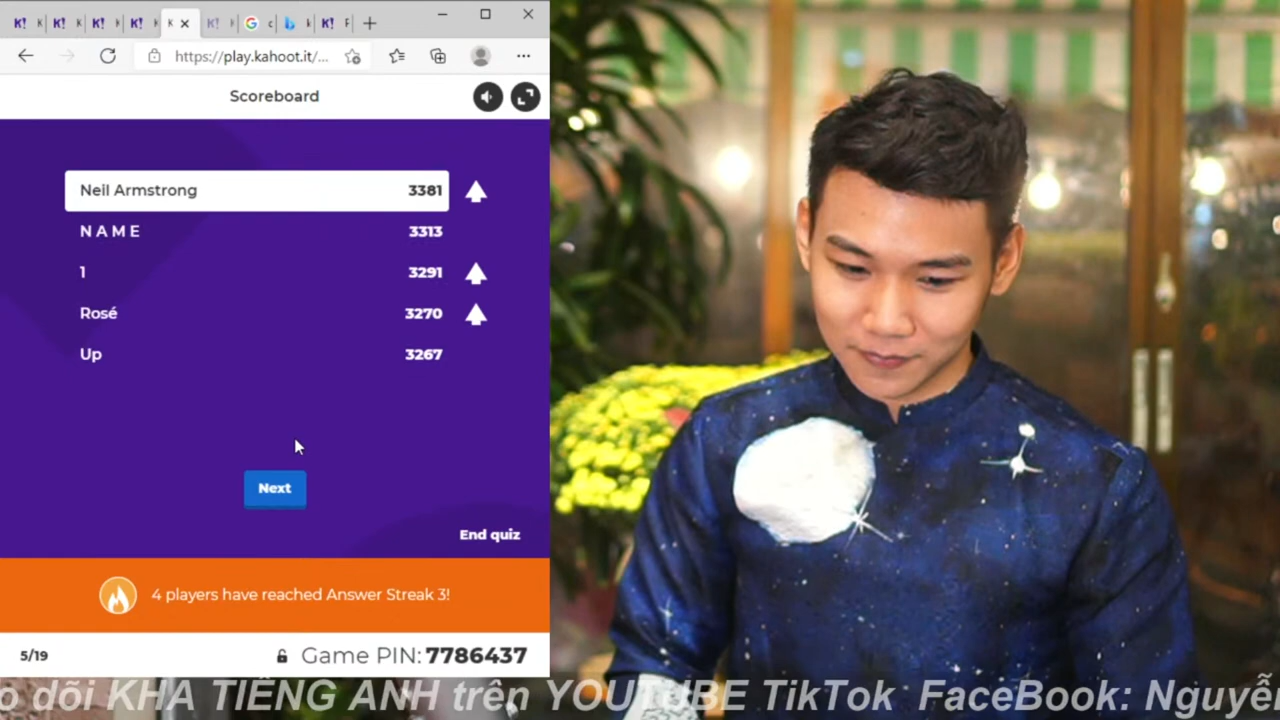 K! K! K! K! K K! c K! F
https://play.kahoot.it/...
Scoreboard
Neil Armstrong 3381
N A M E 3313
1 3291
Rosé 3270
Up 3267
Next
End quiz
4 players have reached Answer Streak 3!
5/19 Game PIN: 7786437
o dõi KHA TIẾNG ANH trên YOUTUBE TikTok FaceBook: Nguyễ